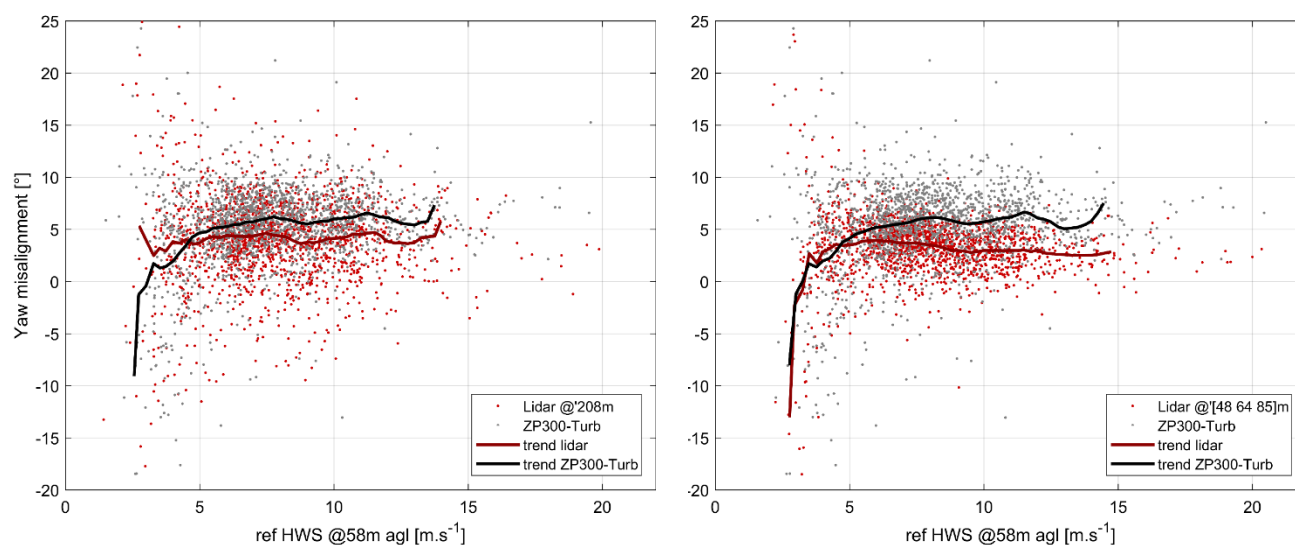 25
20
15
10
5
0
-5
-10
-15
-20
Yaw misalignment [°]
0 5 10 15 20
ref HWS @58m agl [m.s-1]
Lidar @'208m
ZP300-Turb
trend lidar
trend ZP300-Turb
25
20
15
10
5
0
-5
-10
-15
-20
0 5 10 15 20
ref HWS @58m agl [m.s-1]
Lidar @'[48 64 85]m
ZP300-Turb
trend lidar
trend ZP300-Turb